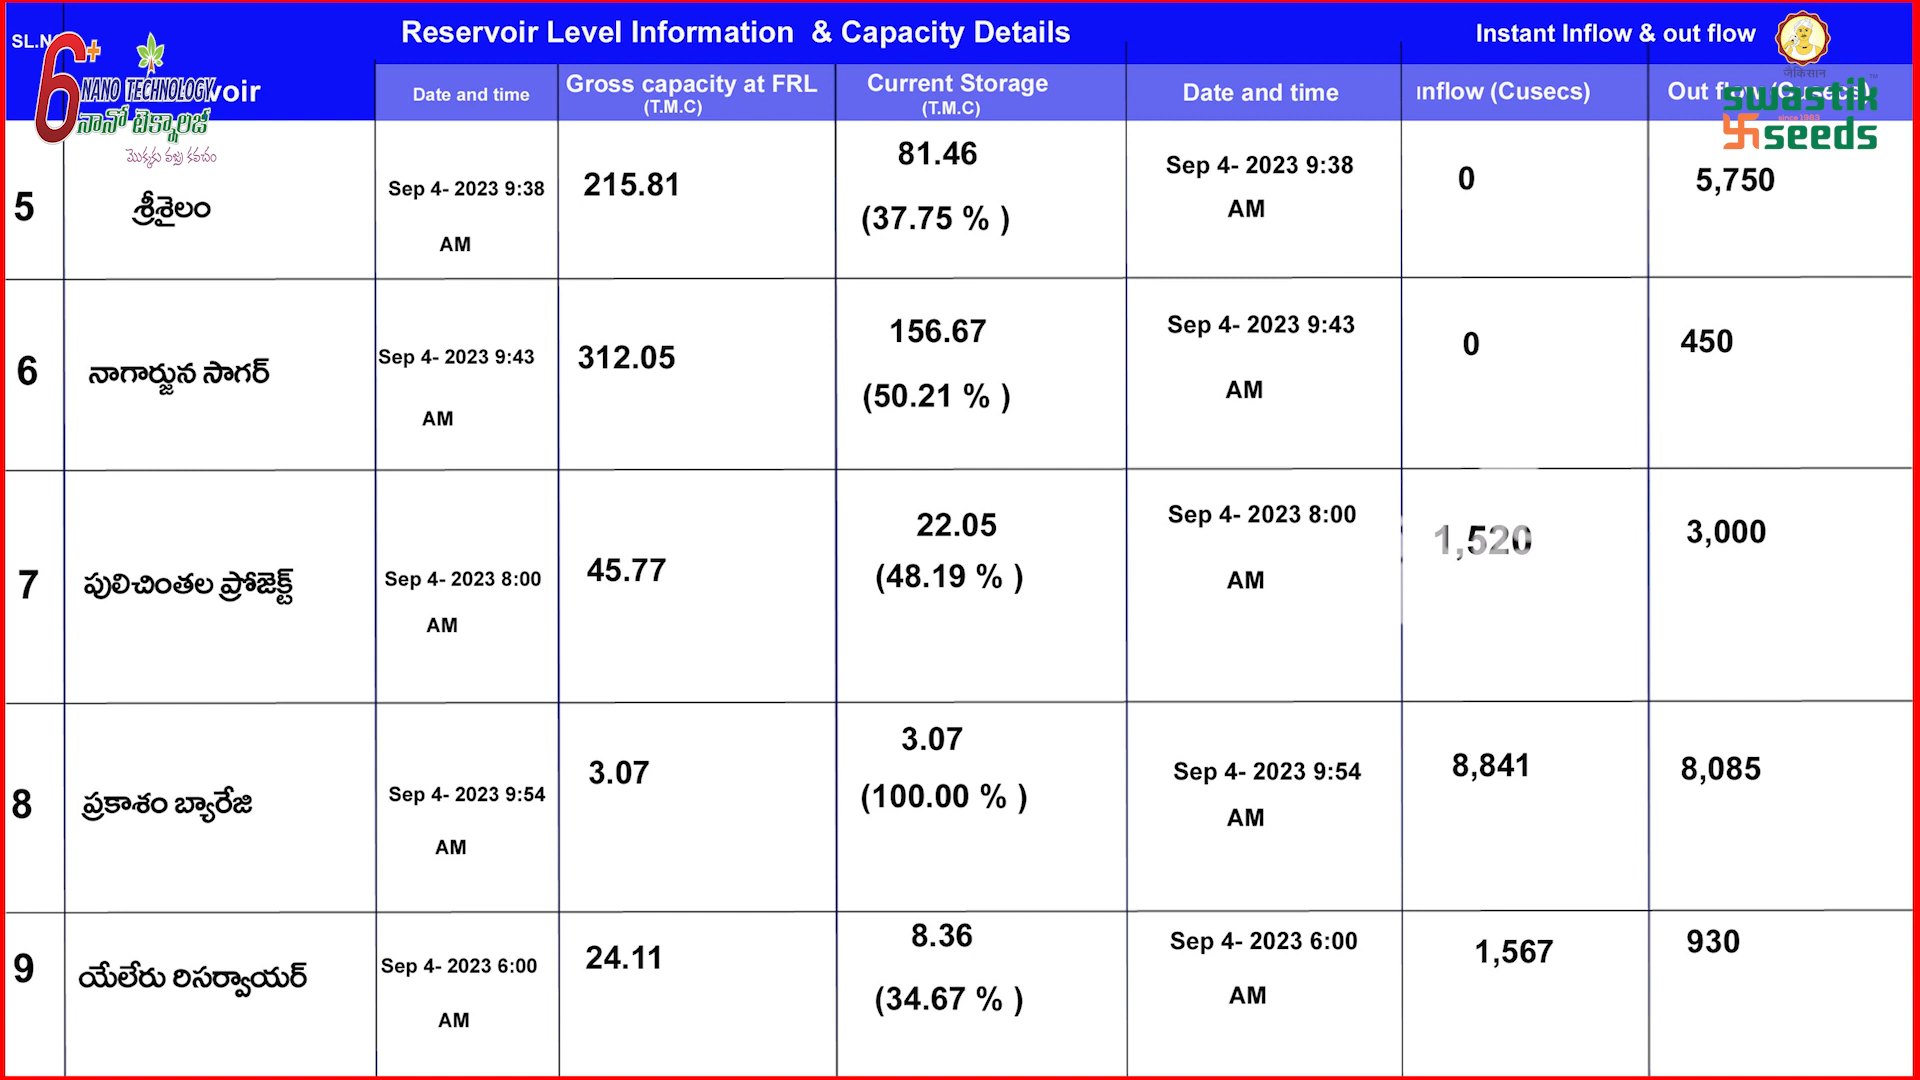 Reservoir Level Information & Capacity Details
Instant Inflow & out flow
SL.N
6+
NANO TECHNOLOGY
నానో టెక్నాలజీ
మొక్కకు వజ్ర కవచం
voir
Date and time
Gross capacity at FRL
(T.M.C)
Current Storage
(T.M.C)
Date and time
Inflow (Cusecs)
Out flow (Cusecs)
जैकिसान
swastik
since 1983
seeds
5
శ్రీశైలం
Sep 4- 2023 9:38
AM
215.81
81.46
(37.75 % )
Sep 4- 2023 9:38
AM
0
5,750
6
నాగార్జున సాగర్
Sep 4- 2023 9:43
AM
312.05
156.67
(50.21 % )
Sep 4- 2023 9:43
AM
0
450
7
పులిచింతల ప్రోజెక్ట్
Sep 4- 2023 8:00
AM
45.77
22.05
(48.19 % )
Sep 4- 2023 8:00
AM
1,520
3,000
8
ప్రకాశం బ్యారేజి
Sep 4- 2023 9:54
AM
3.07
3.07
(100.00 % )
Sep 4- 2023 9:54
AM
8,841
8,085
9
యేలేరు రిసర్వాయర్
Sep 4- 2023 6:00
AM
24.11
8.36
(34.67 % )
Sep 4- 2023 6:00
AM
1,567
930